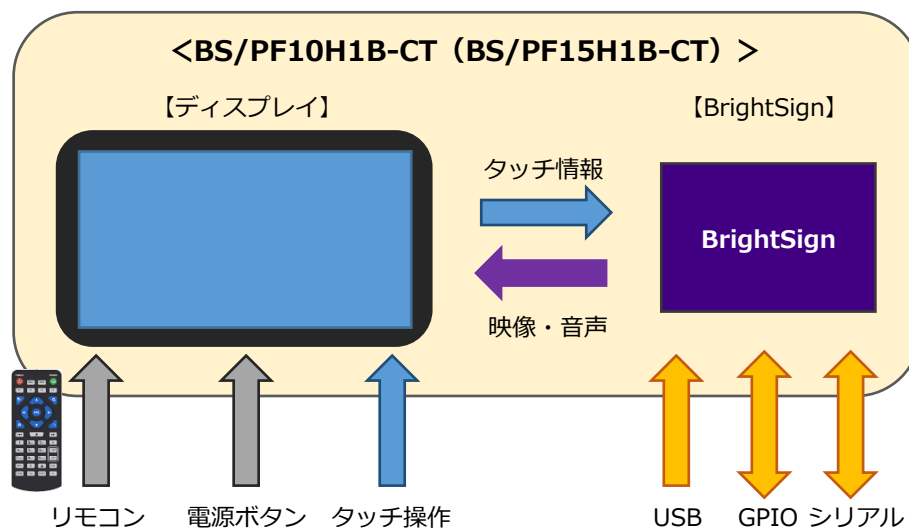 <BS/PF10H1B-CT（BS/PF15H1B-CT）>
【ディスプレイ】
【BrightSign】
タッチ情報
BrightSign
映像・音声
リモコン
電源ボタン
タッチ操作
USB
GPIO
シリアル